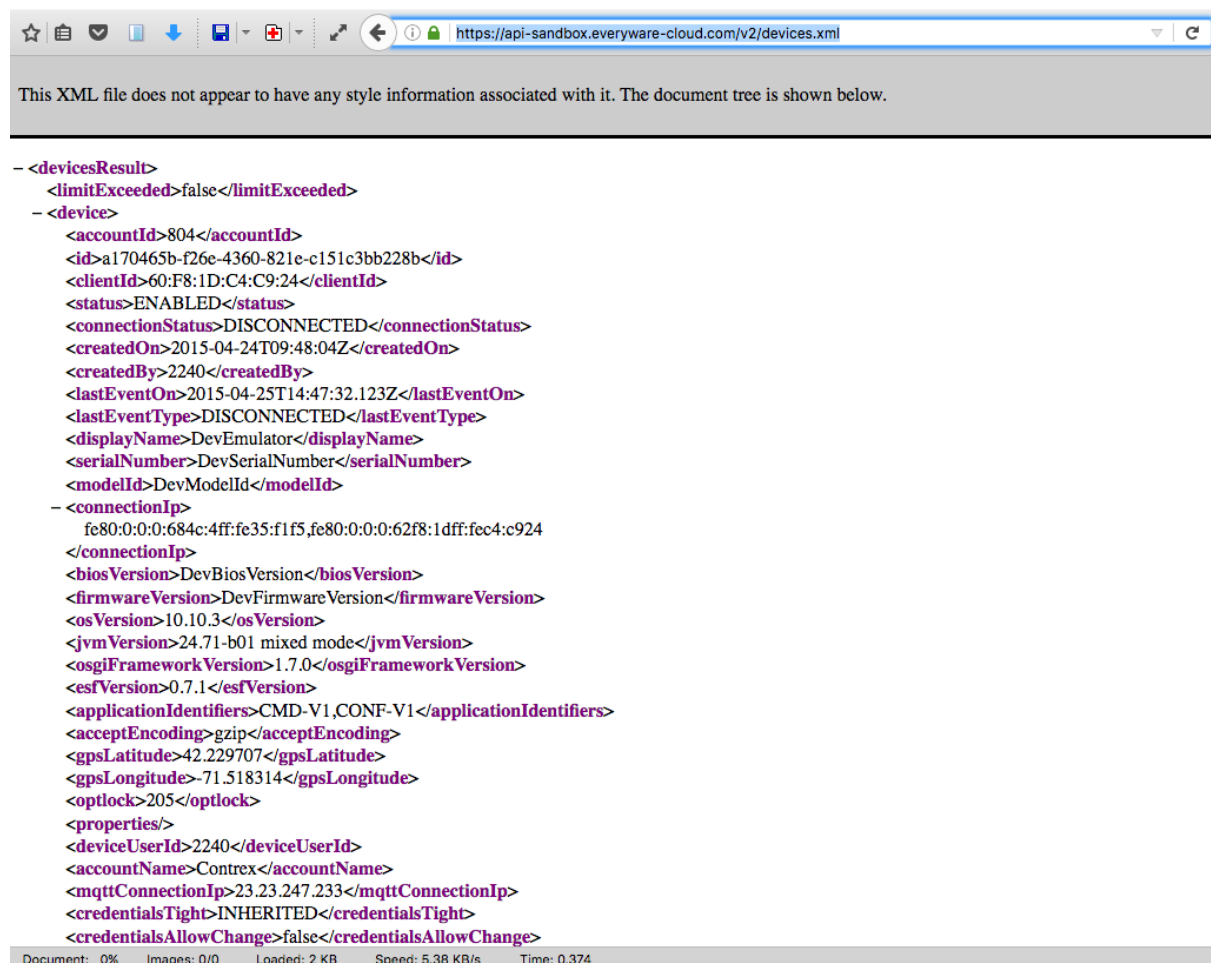 https://api-sandbox.everyware-cloud.com/v2/devices.xml
This XML file does not appear to have any style information associated with it. The document tree is shown below.
– <devicesResult>
<limitExceeded>false</limitExceeded>
– <device>
<accountId>804</accountId>
<id>a170465b-f26e-4360-821e-c151c3bb228b</id>
<clientId>60:F8:1D:C4:C9:24</clientId>
<status>ENABLED</status>
<connectionStatus>DISCONNECTED</connectionStatus>
<createdOn>2015-04-24T09:48:04Z</createdOn>
<createdBy>2240</createdBy>
<lastEventOn>2015-04-25T14:47:32.123Z</lastEventOn>
<lastEventType>DISCONNECTED</lastEventType>
<displayName>DevEmulator</displayName>
<serialNumber>DevSerialNumber</serialNumber>
<modelId>DevModelId</modelId>
– <connectionIp>
fe80:0:0:0:684c:4ff:fe35:f1f5,fe80:0:0:0:62f8:1dff:fec4:c924
</connectionIp>
<biosVersion>DevBiosVersion</biosVersion>
<firmwareVersion>DevFirmwareVersion</firmwareVersion>
<osVersion>10.10.3</osVersion>
<jvmVersion>24.71-b01 mixed mode</jvmVersion>
<osgiFrameworkVersion>1.7.0</osgiFrameworkVersion>
<esfVersion>0.7.1</esfVersion>
<applicationIdentifiers>CMD-V1,CONF-V1</applicationIdentifiers>
<acceptEncoding>gzip</acceptEncoding>
<gpsLatitude>42.229707</gpsLatitude>
<gpsLongitude>-71.518314</gpsLongitude>
<optlock>205</optlock>
<properties/>
<deviceUserId>2240</deviceUserId>
<accountName>Contrex</accountName>
<mqttConnectionIp>23.23.247.233</mqttConnectionIp>
<credentialsTight>INHERITED</credentialsTight>
<credentialsAllowChange>false</credentialsAllowChange>
Document: 0% Images: 0/0 Loaded: 2 KB Speed: 5.38 KB/s Time: 0.374